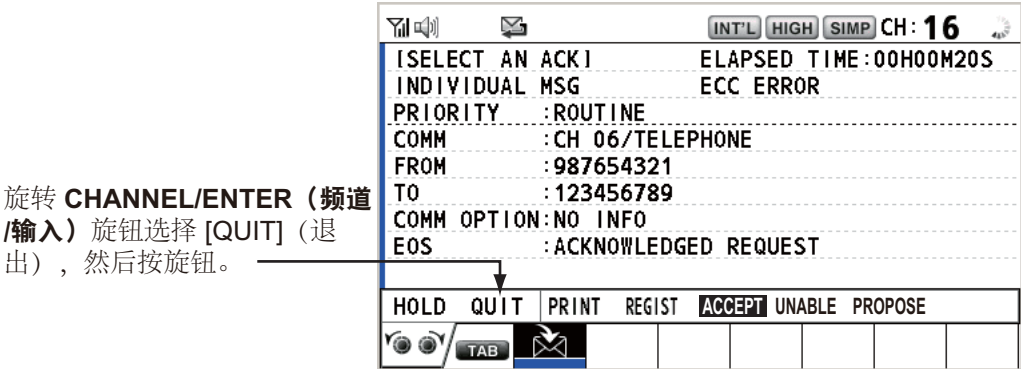 INT'L HIGH SIMP CH: 16
[SELECT AN ACK] ELAPSED TIME:00H00M20S
INDIVIDUAL MSG ECC ERROR
PRIORITY :ROUTINE
COMM :CH 06/TELEPHONE
FROM :987654321
TO :123456789
COMM OPTION:NO INFO
EOS :ACKNOWLEDGED REQUEST
旋转 CHANNEL/ENTER（频道
/输入）旋钮选择 [QUIT]（退
出），然后按旋钮。
HOLD QUIT PRINT REGIST ACCEPT UNABLE PROPOSE
TAB